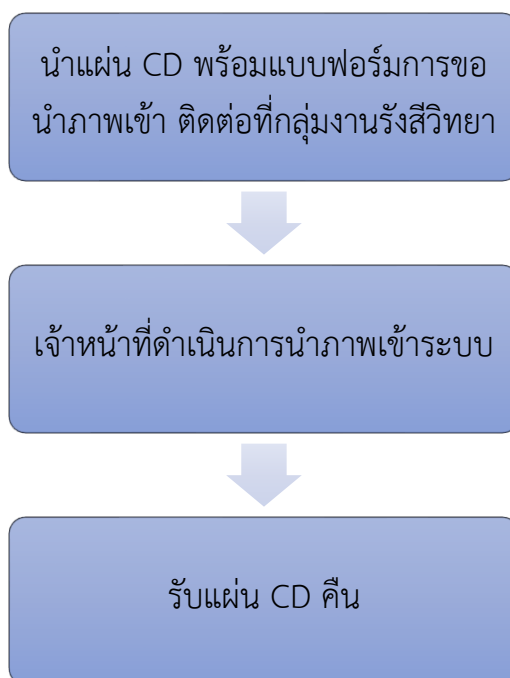 นำแผ่น CD พร้อมแบบฟอร์มการขอ
นำภาพเข้า ติดต่อที่กลุ่มงานรังสีวิทยา
เจ้าหน้าที่ดำเนินการนำภาพเข้าระบบ
รับแผ่น CD คืน